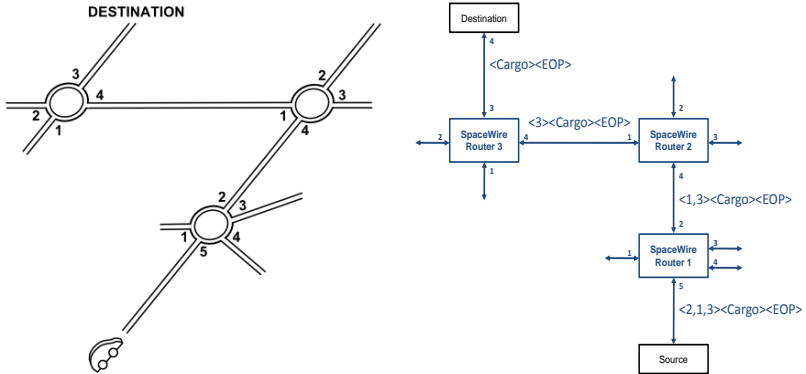 DESTINATION
3
4
2
1
2
3
1
4
2
3
1
4
5
Destination
4
<Cargo><EOP>
3
SpaceWire
Router 3
2
4
1
<3><Cargo><EOP>
2
SpaceWire
Router 2
1
3
4
<1,3><Cargo><EOP>
2
SpaceWire
Router 1
1
3
4
5
<2,1,3><Cargo><EOP>
Source